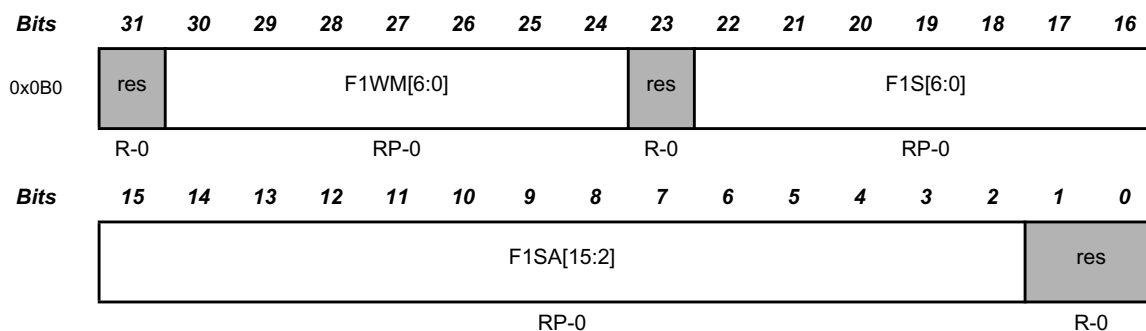 Bits 31 30 29 28 27 26 25 24 23 22 21 20 19 18 17 16
0x0B0 res F1WM[6:0] res F1S[6:0]
R-0 RP-0 R-0 RP-0
Bits 15 14 13 12 11 10 9 8 7 6 5 4 3 2 1 0
F1SA[15:2] res
RP-0 R-0